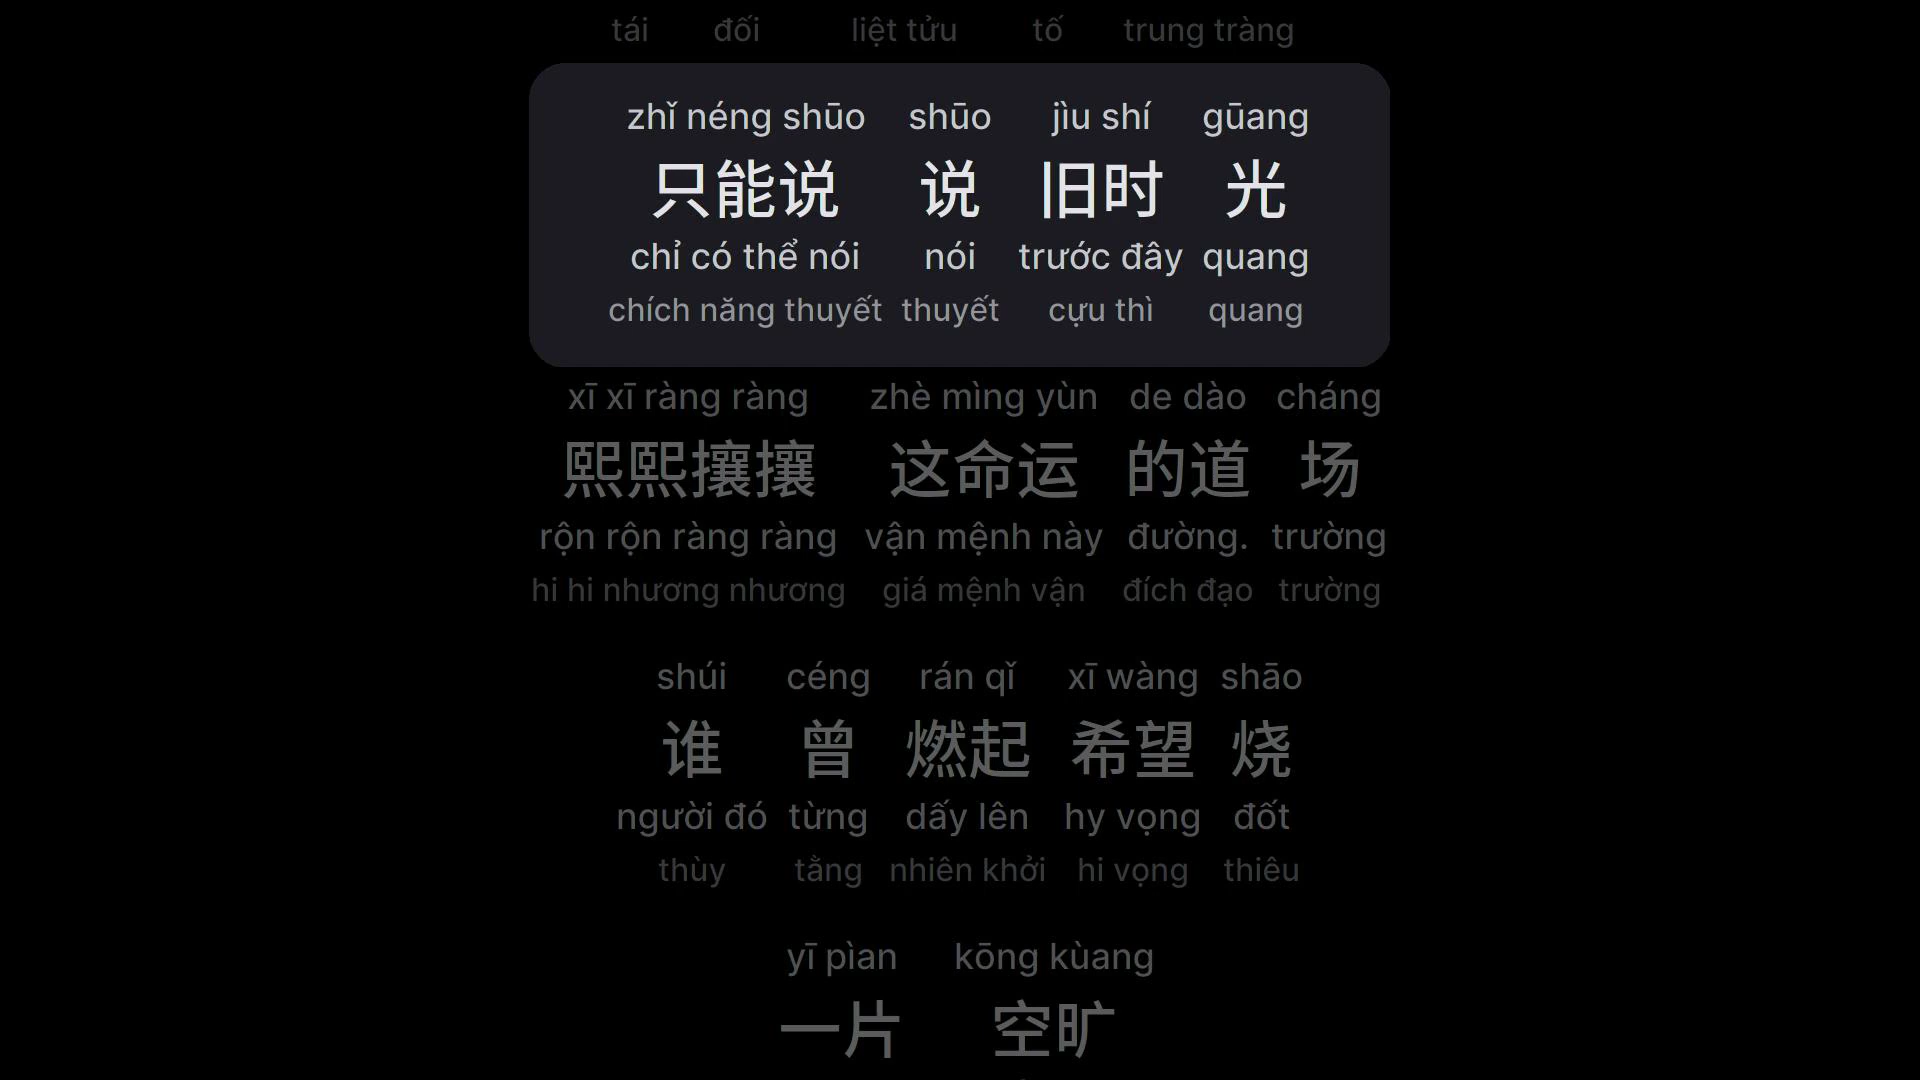 tái đối liệt tửu tố trung tràng
zhǐ néng shūo shūo jìu shí gūang
只能说 说 旧时 光
chỉ có thể nói nói trước đây quang
chích năng thuyết thuyết cựu thì quang
xī xī ràng ràng zhè mìng yùn de dào cháng
熙熙攘攘 这命运 的道 场
rộn rộn ràng ràng vận mệnh này đường. trường
hi hi nhương nhương giá mệnh vận đích đạo trường
shúi céng rán qǐ xī wàng shāo
谁 曾 燃起 希望 烧
người đó từng dấy lên hy vọng đốt
thùy tằng nhiên khởi hi vọng thiêu
yī pìan kōng kùang
一片 空旷